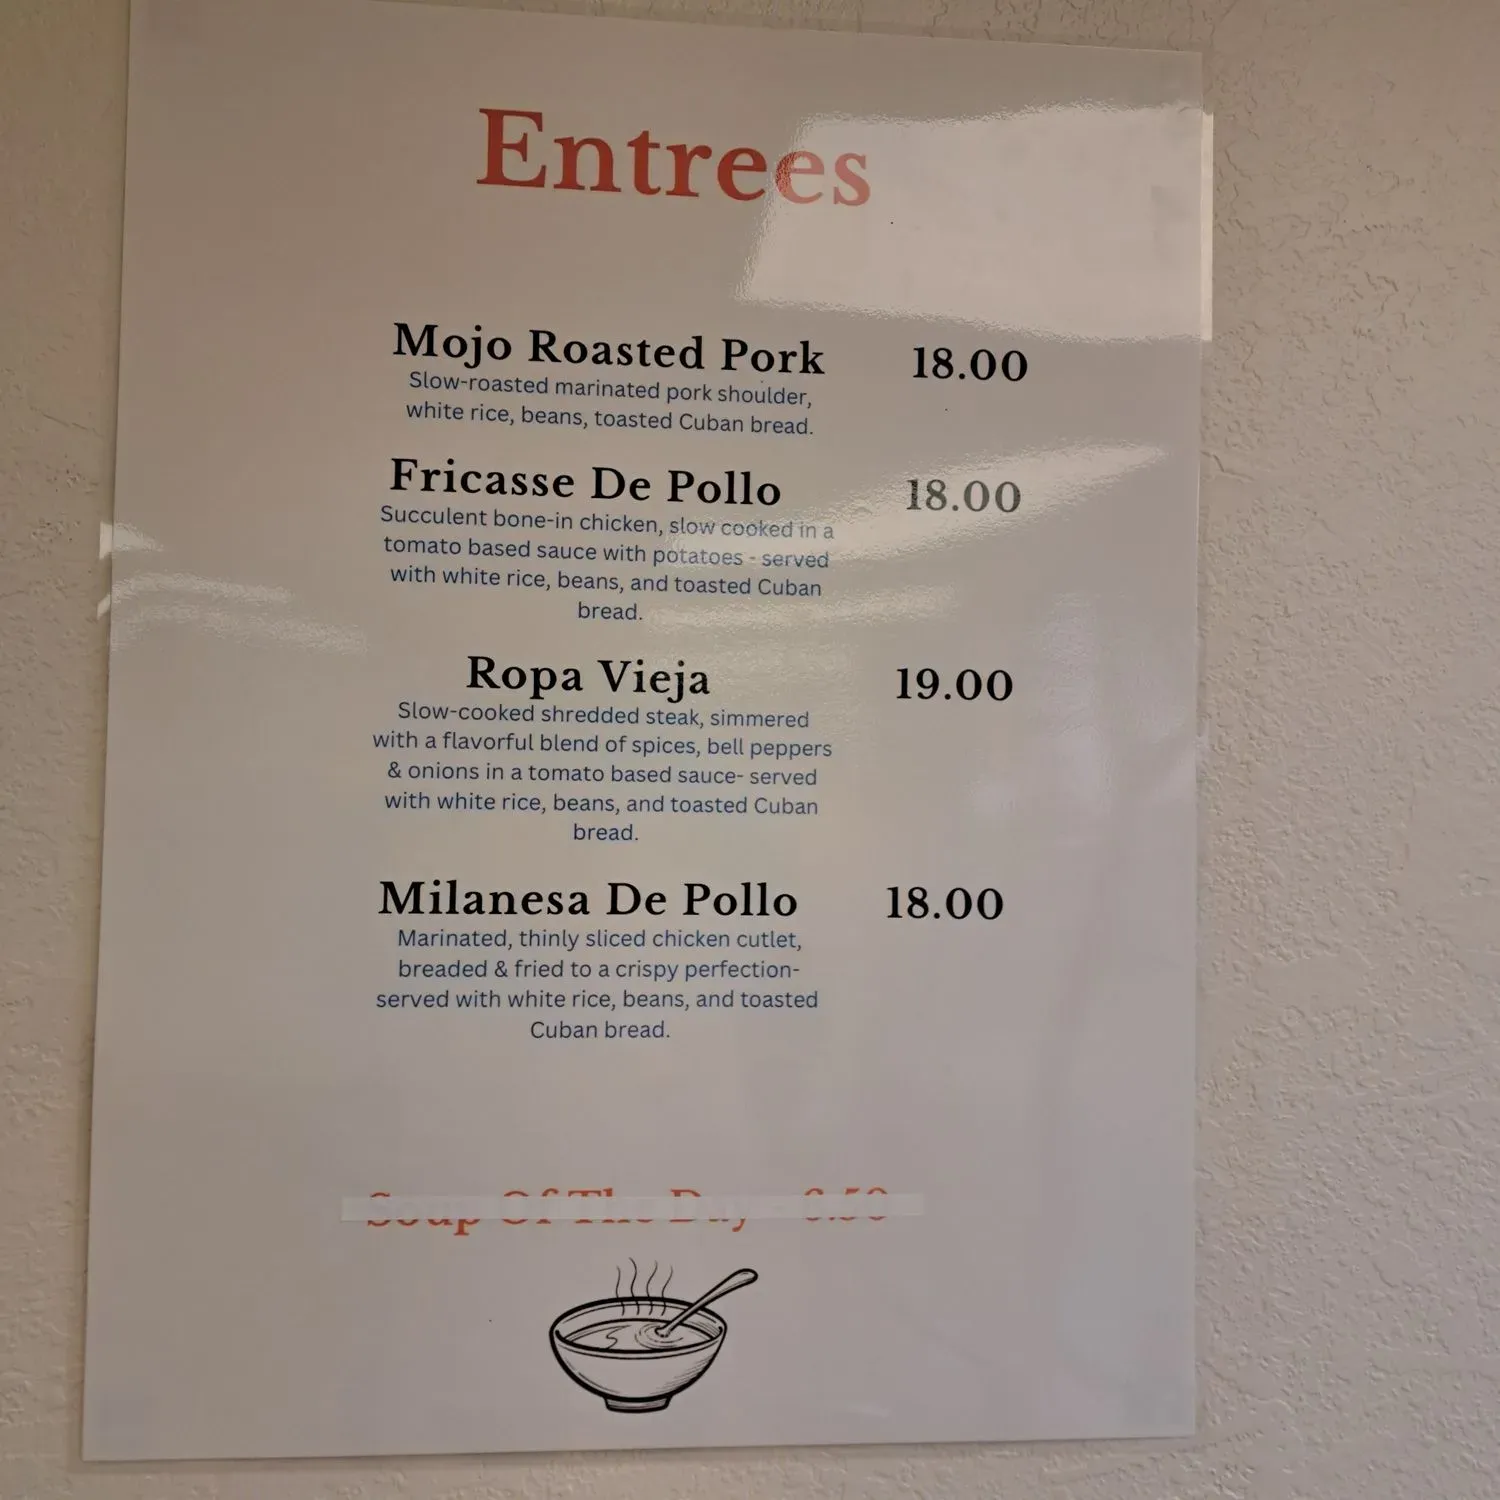 Entrees
Mojo Roasted Pork 18.00
Slow-roasted marinated pork shoulder,
white rice, beans, toasted Cuban bread.
Fricasse De Pollo 18.00
Succulent bone-in chicken, slow cooked in a
tomato based sauce with potatoes - served
with white rice, beans, and toasted Cuban
bread.
Ropa Vieja 19.00
Slow-cooked shredded steak, simmered
with a flavorful blend of spices, bell peppers
& onions in a tomato based sauce- served
with white rice, beans, and toasted Cuban
bread.
Milanesa De Pollo 18.00
Marinated, thinly sliced chicken cutlet,
breaded & fried to a crispy perfection-
served with white rice, beans, and toasted
Cuban bread.
Soup Of The Day -